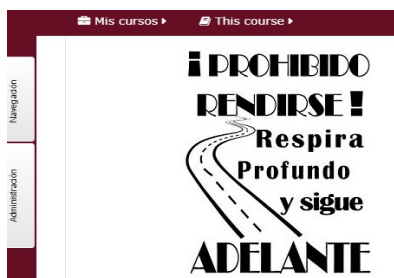 Mis cursos
This course
Navegación
Administración
¡ PROHIBIDO
RENDIRSE !
Respira
Profundo
y sigue
ADELANTE